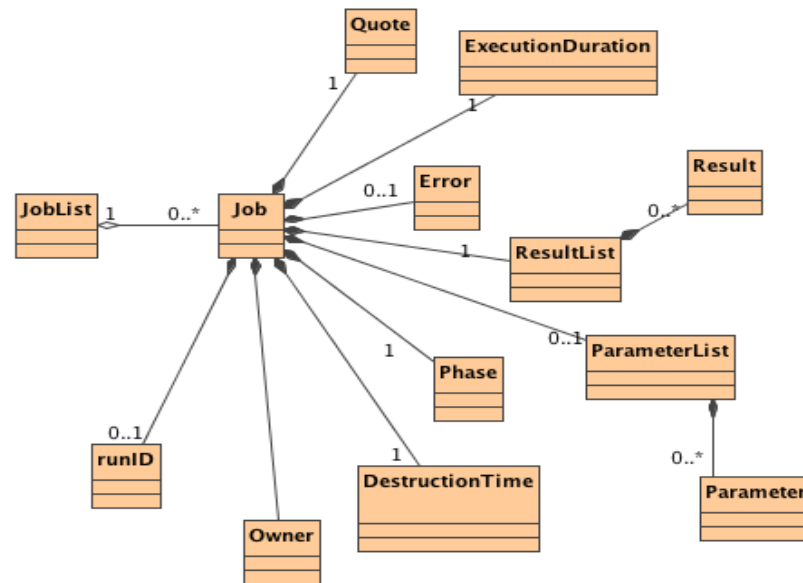 Quote
ExecutionDuration
1
1
Error
Result
0..1
0..*
JobList
1
0..*
Job
1
ResultList
0..1
ParameterList
1
Phase
0..1
runID
1
DestructionTime
0..*
Parameter
Owner